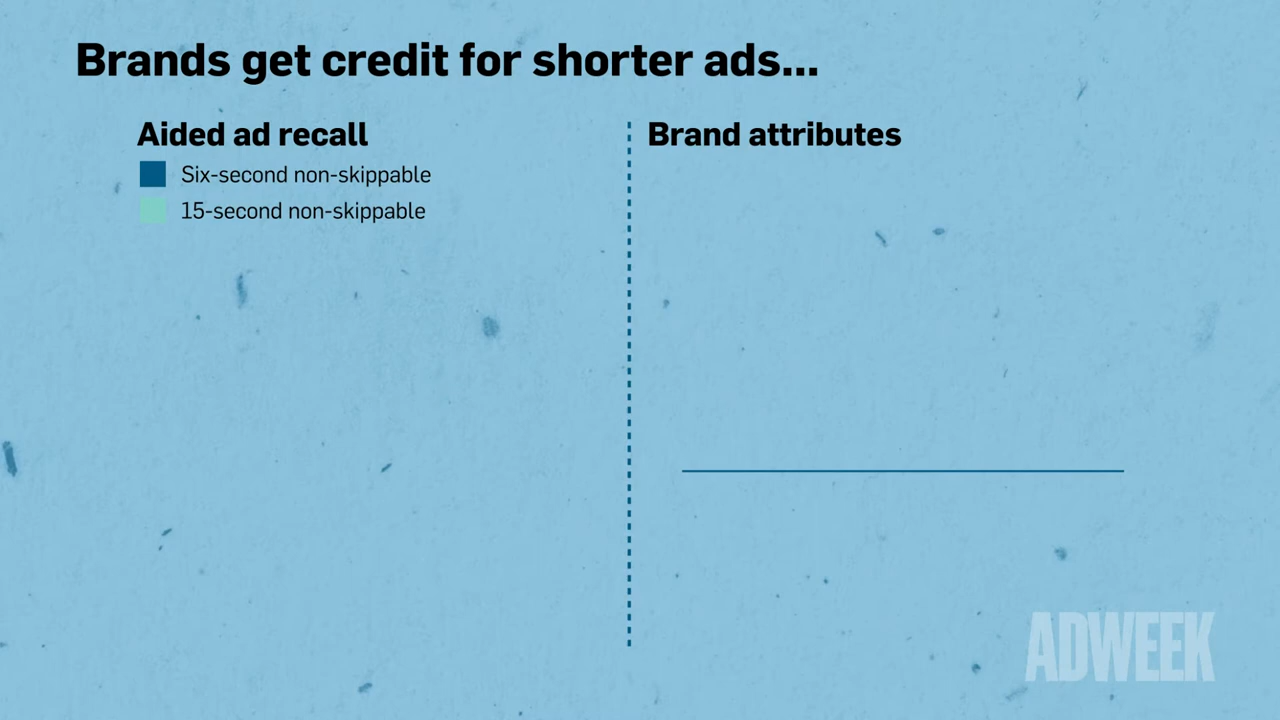 Brands get credit for shorter ads...
Aided ad recall
Six-second non-skippable
15-second non-skippable
Brand attributes
ADWEEK